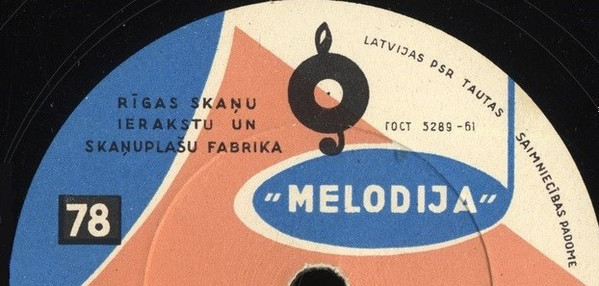 RĪGAS SKAŅU
IERAKSTU UN
SKAŅUPLAŠU FABRIKA
LATVIJAS PSR TAUTAS SAIMNIECĪBAS PADOME
ГОСТ 5289-61
"MELODIJA"
78